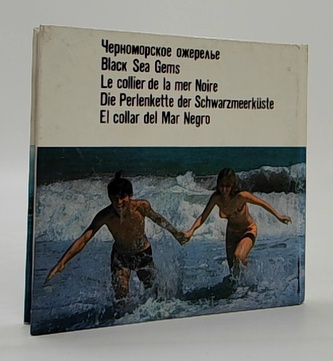 Черноморское ожерелье
Black Sea Gems
Le collier de la mer Noire
Die Perlenkette der Schwarzmeerküste
El collar del Mar Negro